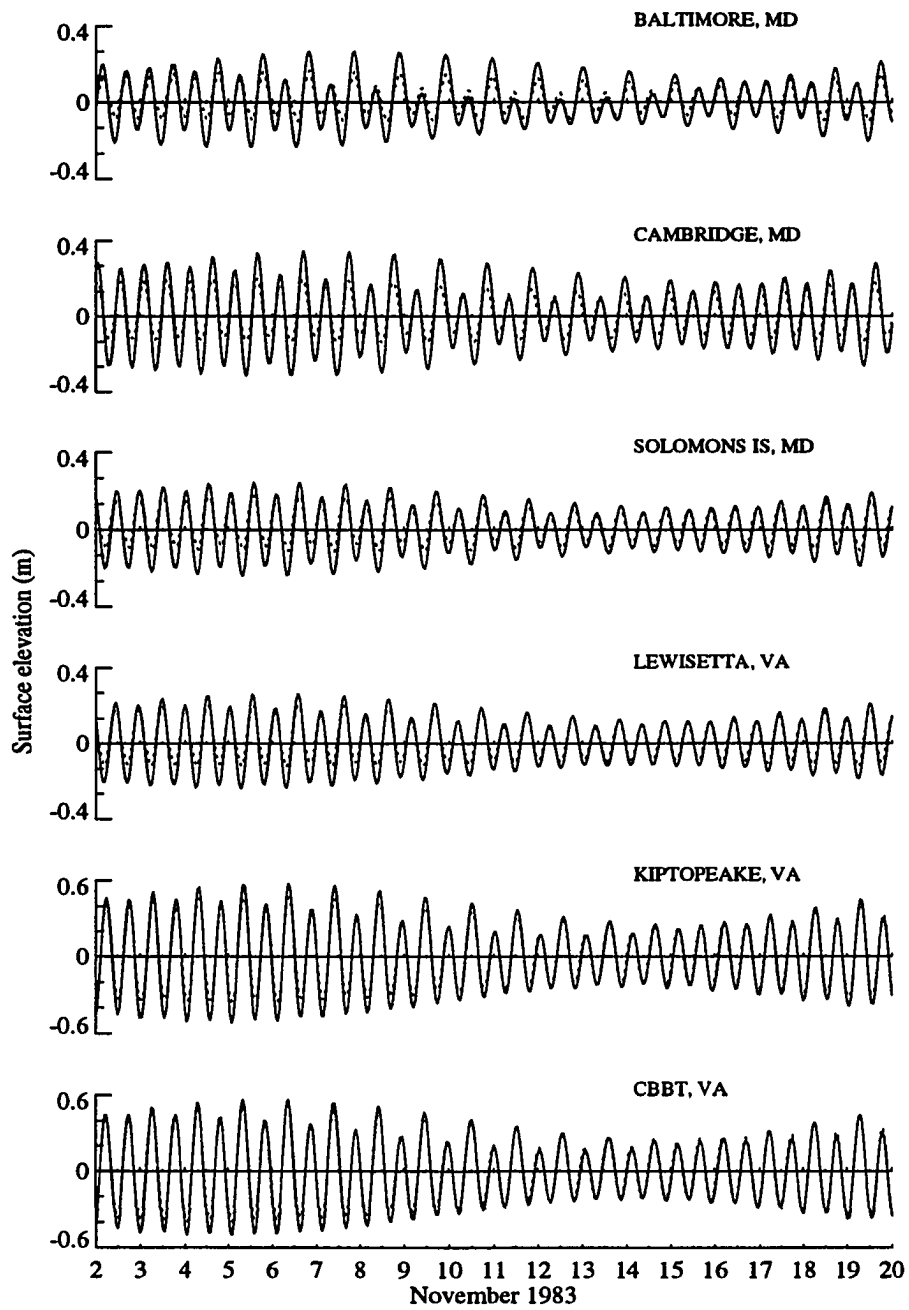 BALTIMORE, MD
0.4
0
-0.4
CAMBRIDGE, MD
0.4
0
-0.4
SOLOMONS IS, MD
0.4
0
-0.4
LEWISETTA, VA
0.4
0
-0.4
KIPTOPEAKE, VA
0.6
0
-0.6
CBBT, VA
0.6
0
-0.6
Surface elevation (m)
2 3 4 5 6 7 8 9 10 11 12 13 14 15 16 17 18 19 20
November 1983